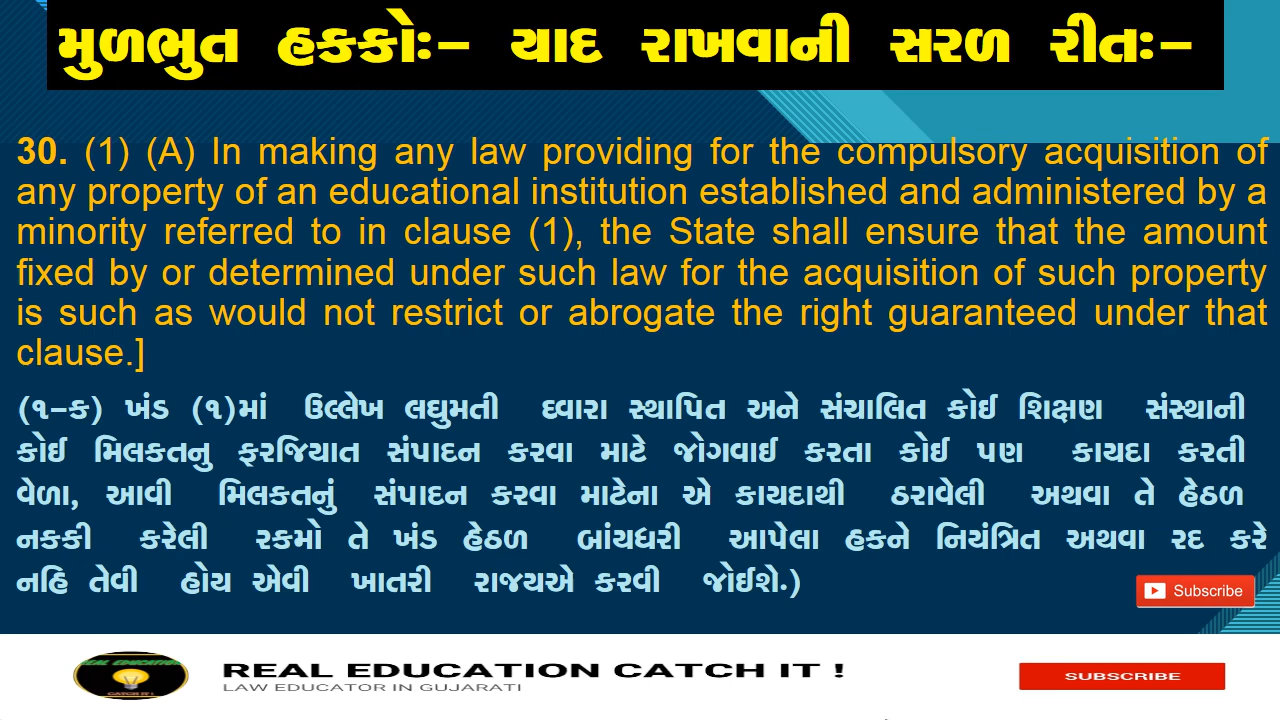 મુળભુત હકકોઃ– યાદ રાખવાની સરળ રીતઃ–
30. (1) (A) In making any law providing for the compulsory acquisition of
any property of an educational institution established and administered by a
minority referred to in clause (1), the State shall ensure that the amount
fixed by or determined under such law for the acquisition of such property
is such as would not restrict or abrogate the right guaranteed under that
clause.]
(૧–ક) ખંડ (૧)માં ઉલ્લેખ લઘુમતી ધ્વારા સ્થાપિત અને સંચાલિત કોઈ શિક્ષણ સંસ્થાની
કોઈ મિલકતનુ ફરજિયાત સંપાદન કરવા માટે જોગવાઈ કરતા કોઈ પણ કાયદા કરતી
વેળા, આવી મિલકતનું સંપાદન કરવા માટેના એ કાયદાથી ઠરાવેલી અથવા તે હેઠળ
નકકી કરેલી રકમો તે ખંડ હેઠળ બાંયધરી આપેલા હકને નિયંત્રિત અથવા રદ કરે
નહિ તેવી હોય એવી ખાતરી રાજયએ કરવી જોઈશે.)
Subscribe
REAL EDUCATION
CATCH IT !
REAL EDUCATION CATCH IT !
LAW EDUCATOR IN GUJARATI
SUBSCRIBE